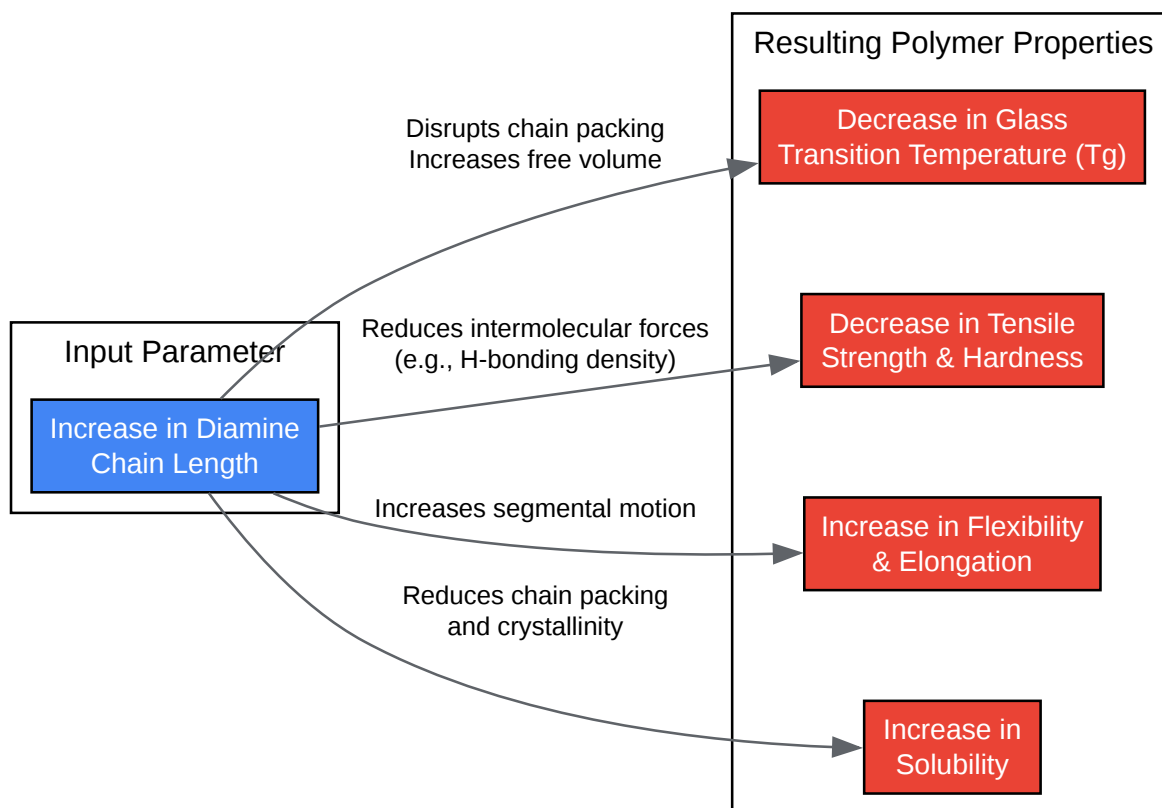 Resulting Polymer Properties
Disrupts chain packing
Increases free volume
Decrease in Glass
Transition Temperature (Tg)
Input Parameter
Increase in Diamine
Chain Length
Reduces intermolecular forces
(e.g., H-bonding density)
Decrease in Tensile
Strength & Hardness
Increases segmental motion
Increase in Flexibility
& Elongation
Reduces chain packing
and crystallinity
Increase in
Solubility